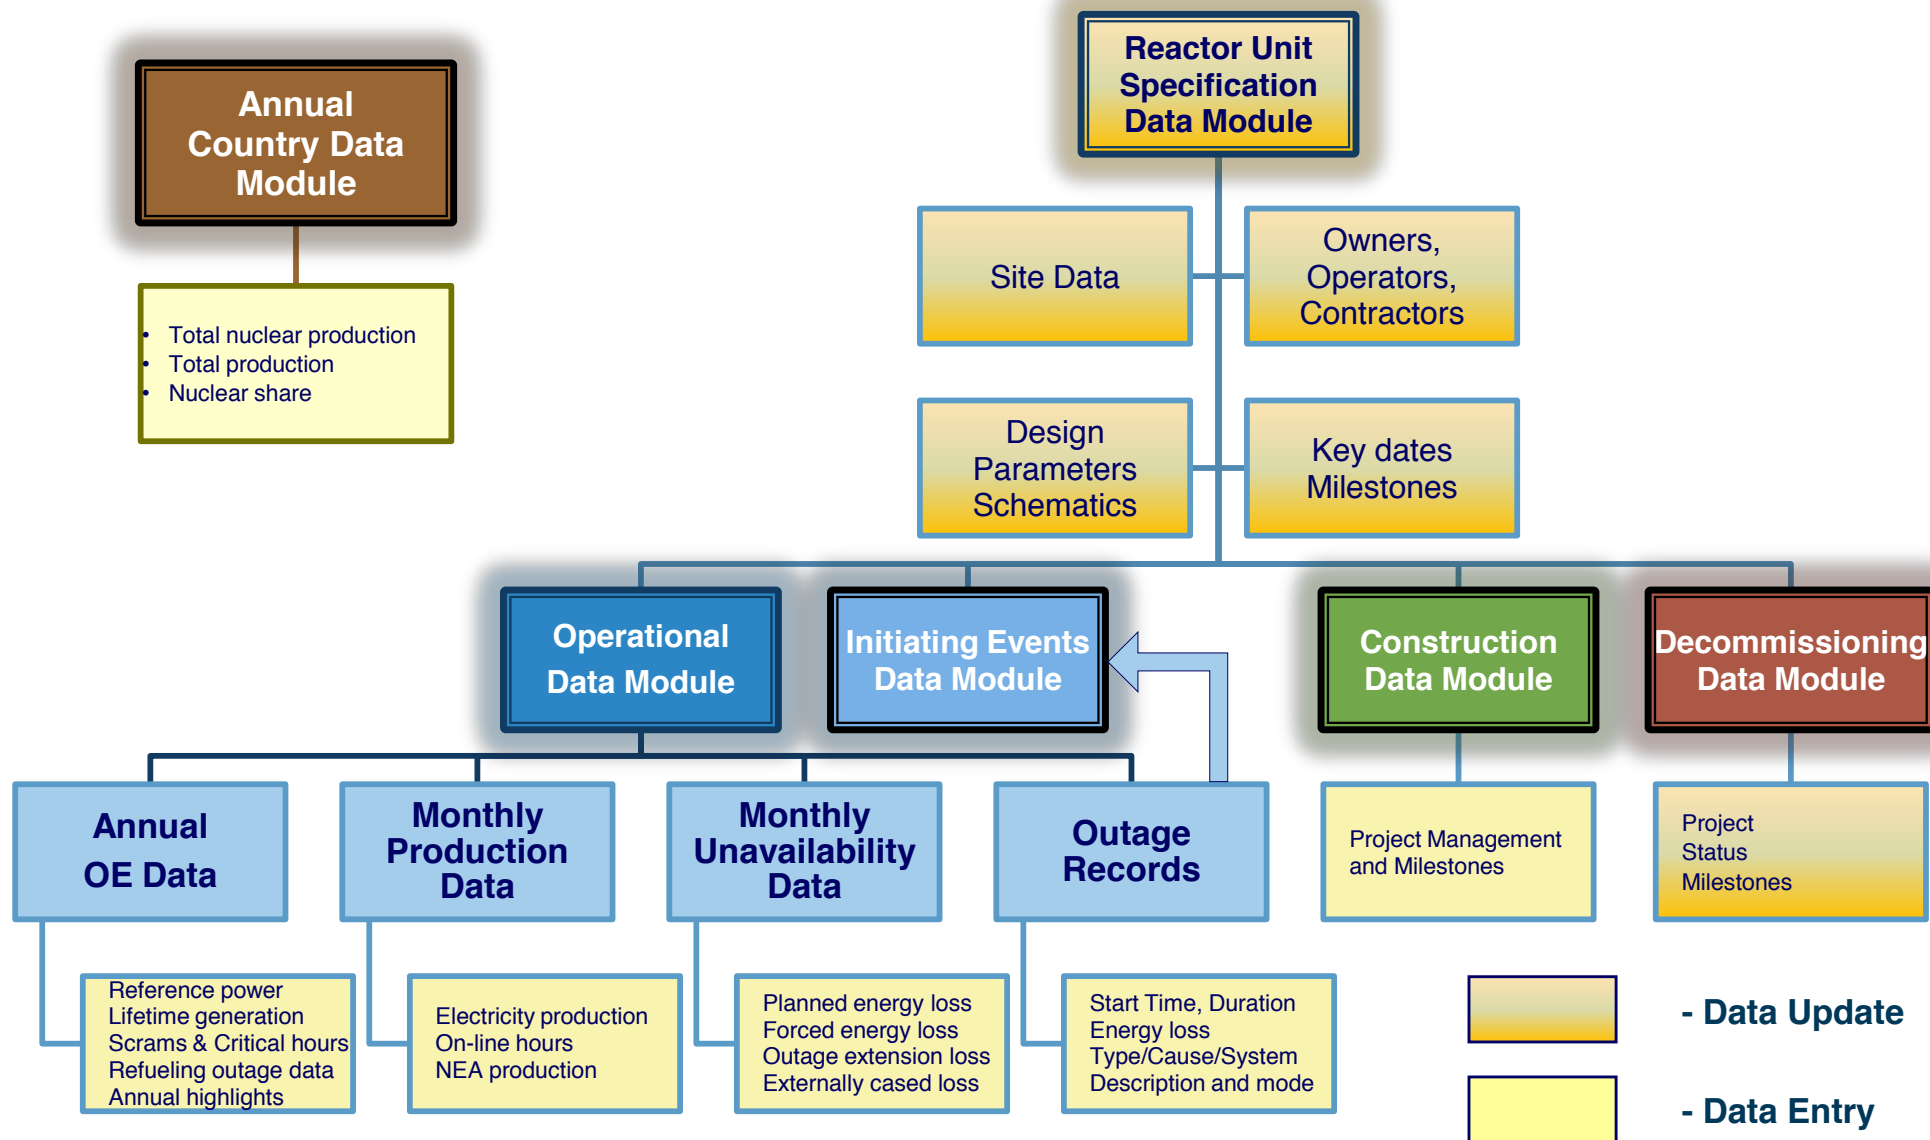 Annual
Country Data
Module
• Total nuclear production
• Total production
• Nuclear share
Reactor Unit
Specification
Data Module
Site Data
Owners,
Operators,
Contractors
Design
Parameters
Schematics
Key dates
Milestones
Operational
Data Module
Initiating Events
Data Module
Construction
Data Module
Decommissioning
Data Module
Annual
OE Data
Monthly
Production
Data
Monthly
Unavailability
Data
Outage
Records
Project Management
and Milestones
Project
Status
Milestones
Reference power
Lifetime generation
Scrams & Critical hours
Refueling outage data
Annual highlights
Electricity production
On-line hours
NEA production
Planned energy loss
Forced energy loss
Outage extension loss
Externally cased loss
Start Time, Duration
Energy loss
Type/Cause/System
Description and mode
- Data Update
- Data Entry